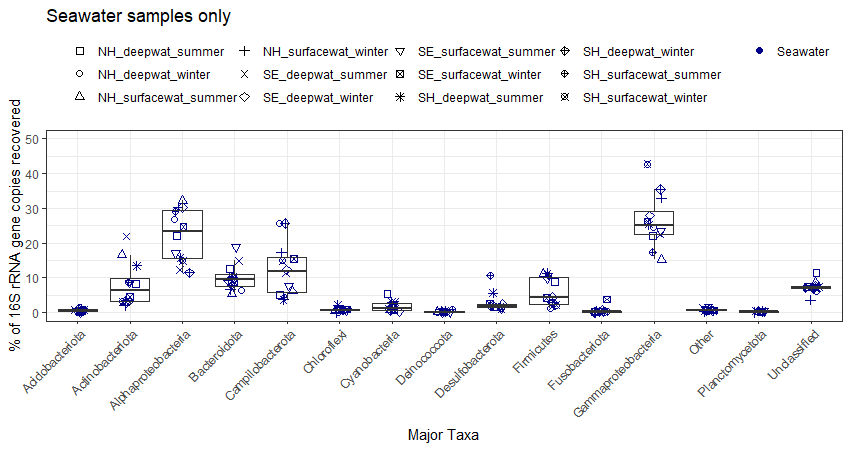 Seawater samples only
NH_deepwat_summer NH_surfacewat_winter SE_surfacewat_summer SH_deepwat_winter Seawater
NH_deepwat_winter SE_deepwat_summer SE_surfacewat_winter SH_surfacewat_summer
NH_surfacewat_summer SE_deepwat_winter SH_deepwat_summer SH_surfacewat_winter
% of 16S rRNA gene copies recovered
50
40
30
20
10
0
Acidobacteriota Actinobacteriota Alphaproteobacteria Bacteroidota Campilobacterota Chloroflexi Cyanobacteria Deinococcota Desulfobacterota Firmicutes Fusobacteriota Gammaproteobacteria Other Planctomycetota Unclassified
Major Taxa